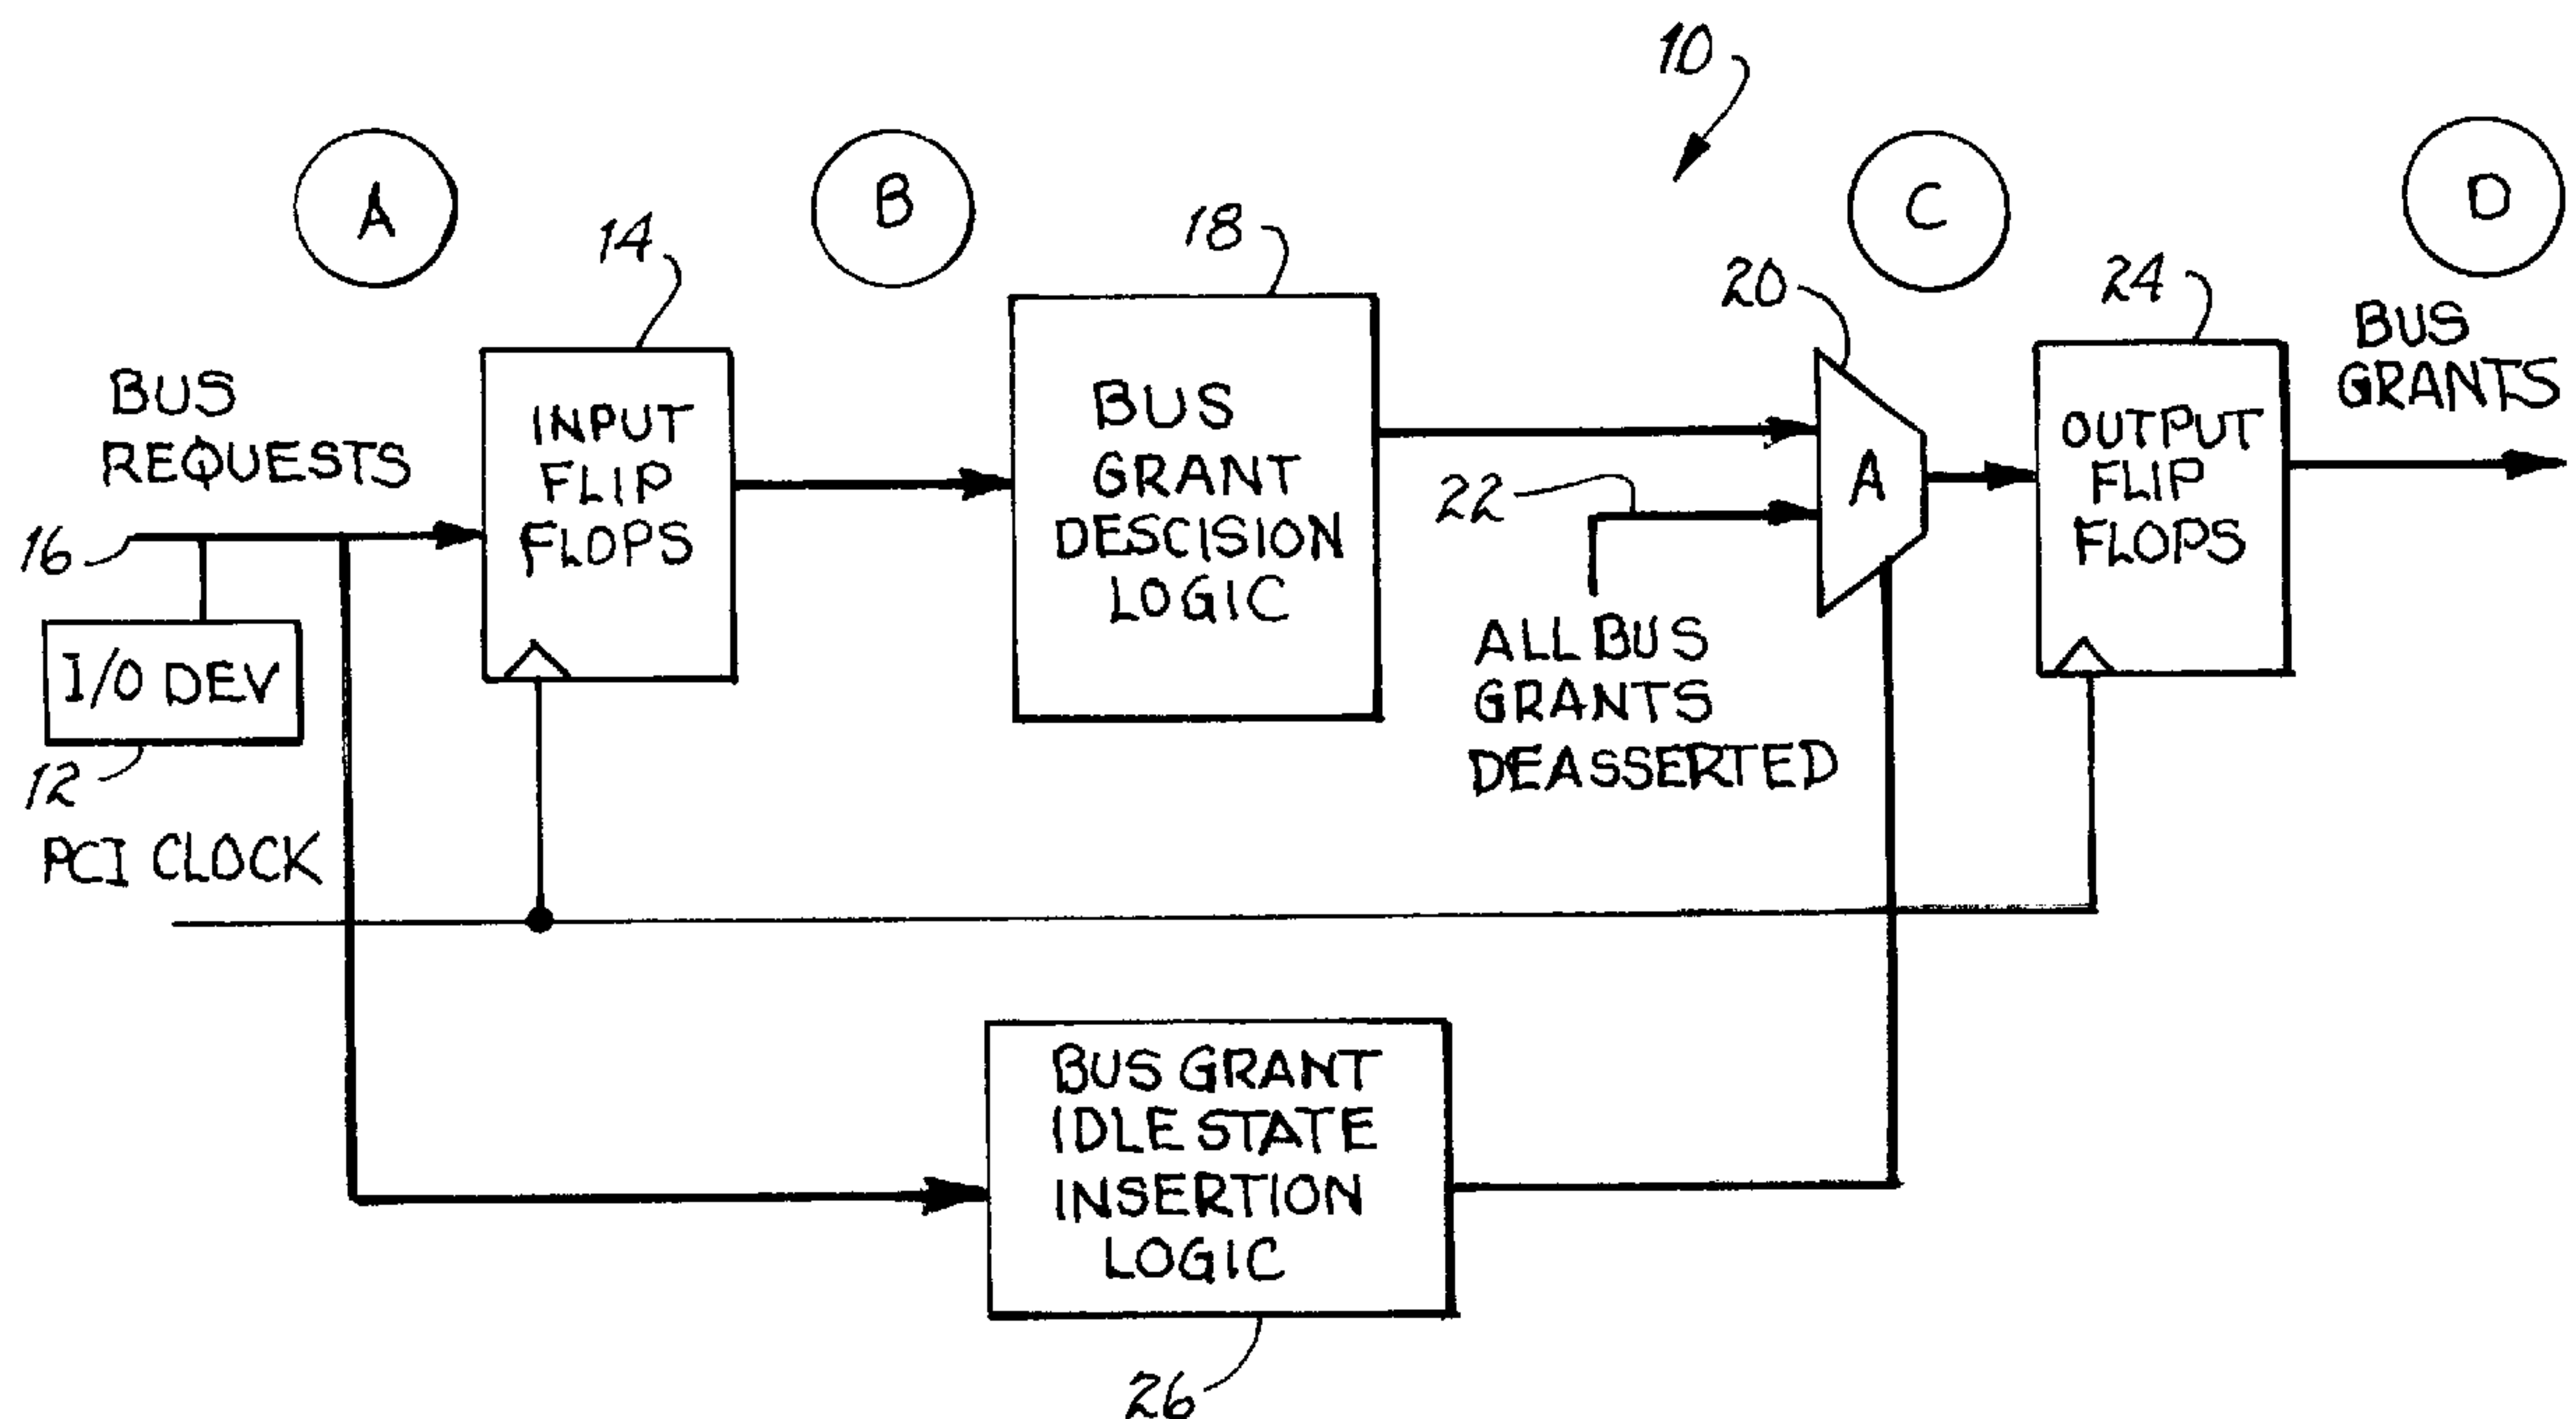 10
A
B
C
D
14
18
20
24
BUS
REQUESTS
INPUT
FLIP
FLOPS
BUS
GRANT
DESCISION
LOGIC
A
OUTPUT
FLIP
FLOPS
BUS
GRANTS
16
22
I/O DEV
12
ALL BUS
GRANTS
DEASSERTED
PCI CLOCK
BUS GRANT
IDLE STATE
INSERTION
LOGIC
26